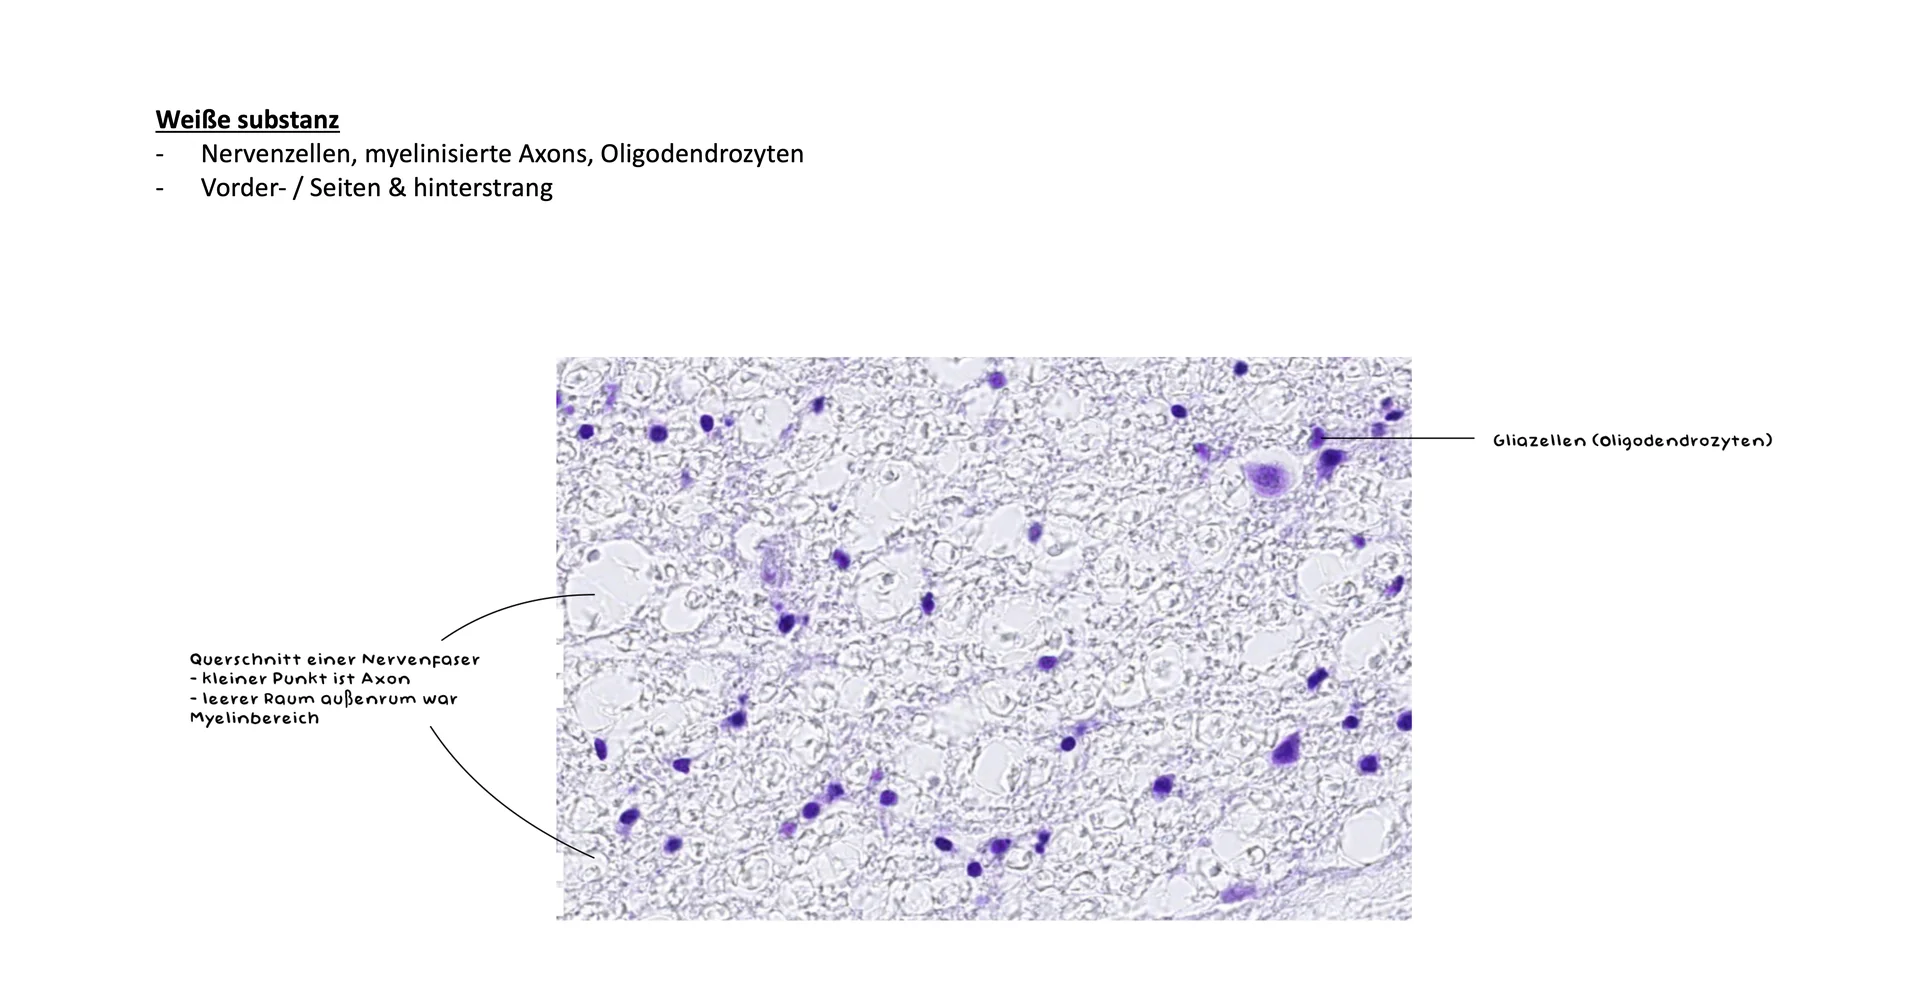 Weiße substanz
- Nervenzellen, myelinisierte Axons, Oligodendrozyten
- Vorder- / Seiten & hinterstrang
Gliazellen (Oligodendrozyten)
Querschnitt einer Nervenfaser
- kleiner Punkt ist Axon
- leerer Raum außenrum war
Myelinbereich